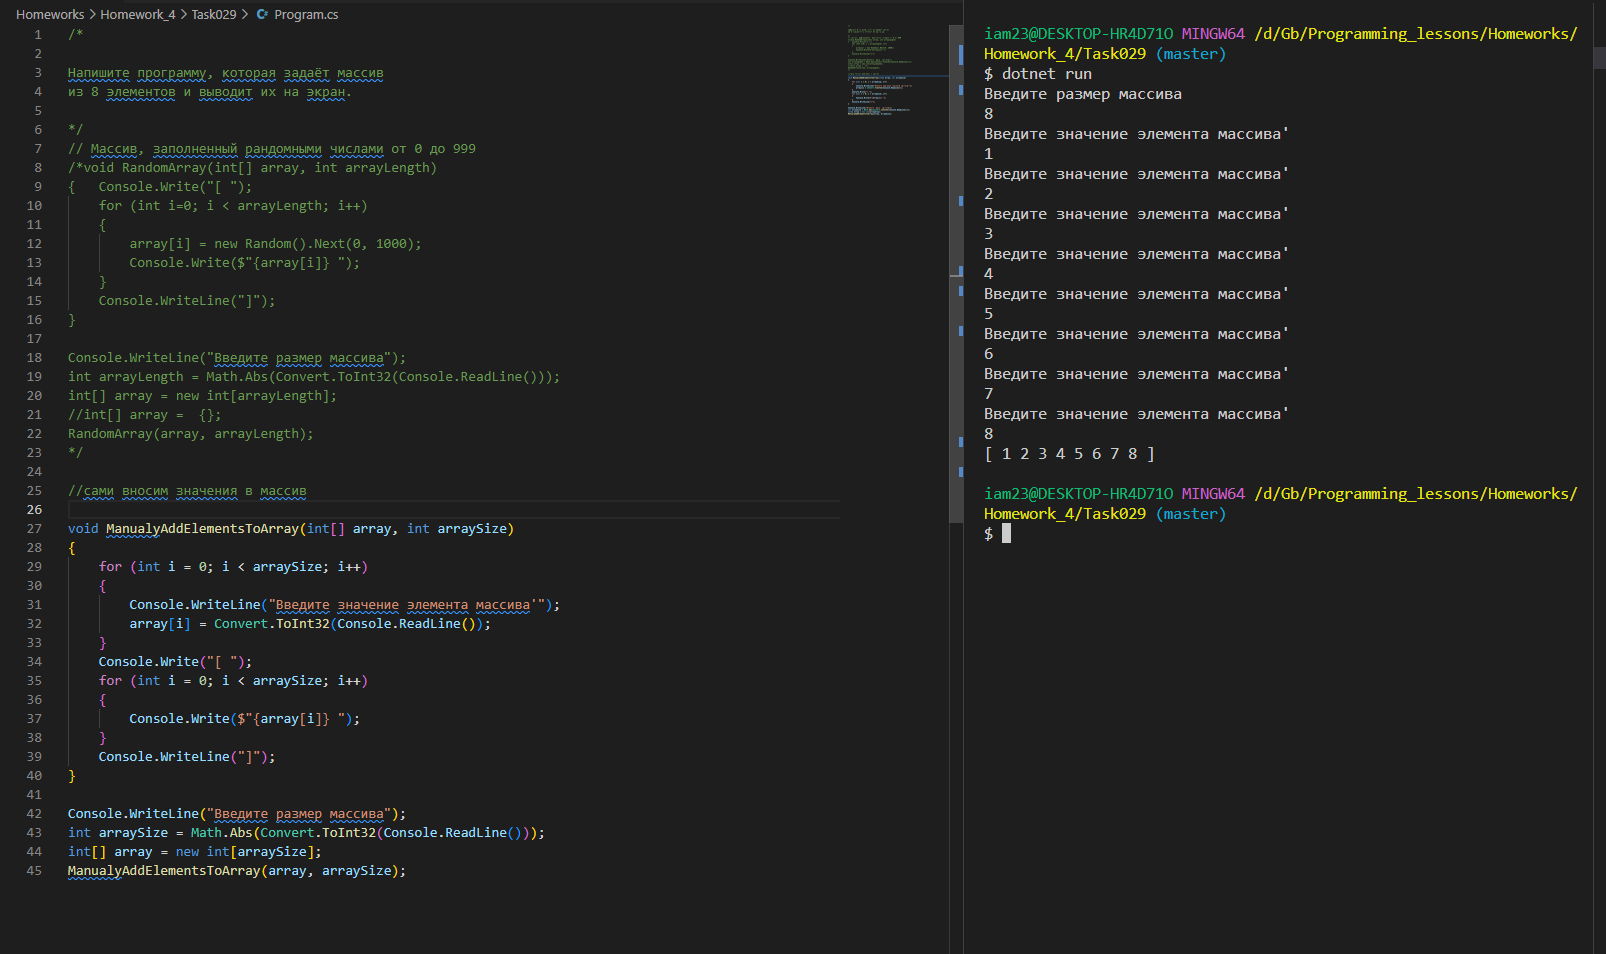 Homeworks > Homework_4 > Task029 > C# Program.cs
1 /*
2
3 Напишите программу, которая задаёт массив
4 из 8 элементов и выводит их на экран.
5
6 */
7 // Массив, заполненный рандомными числами от 0 до 999
8 /*void RandomArray(int[] array, int arrayLength)
9 {   Console.Write("[ ");
10     for (int i=0; i < arrayLength; i++)
11     {
12         array[i] = new Random().Next(0, 1000);
13         Console.Write($"{array[i]} ");
14     }
15     Console.WriteLine("]");
16 }
17
18 Console.WriteLine("Введите размер массива");
19 int arrayLength = Math.Abs(Convert.ToInt32(Console.ReadLine()));
20 int[] array = new int[arrayLength];
21 //int[] array =  {};
22 RandomArray(array, arrayLength);
23 */
24
25 //сами вносим значения в массив
26
27 void ManualyAddElementsToArray(int[] array, int arraySize)
28 {
29     for (int i = 0; i < arraySize; i++)
30     {
31         Console.WriteLine("Введите значение элемента массива'");
32         array[i] = Convert.ToInt32(Console.ReadLine());
33     }
34     Console.Write("[ ");
35     for (int i = 0; i < arraySize; i++)
36     {
37         Console.Write($"{array[i]} ");
38     }
39     Console.WriteLine("]");
40 }
41
42 Console.WriteLine("Введите размер массива");
43 int arraySize = Math.Abs(Convert.ToInt32(Console.ReadLine()));
44 int[] array = new int[arraySize];
45 ManualyAddElementsToArray(array, arraySize);
iam23@DESKTOP-HR4D71O MINGW64 /d/Gb/Programming_lessons/Homeworks/
Homework_4/Task029 (master)
$ dotnet run
Введите размер массива
8
Введите значение элемента массива'
1
Введите значение элемента массива'
2
Введите значение элемента массива'
3
Введите значение элемента массива'
4
Введите значение элемента массива'
5
Введите значение элемента массива'
6
Введите значение элемента массива'
7
Введите значение элемента массива'
8
[ 1 2 3 4 5 6 7 8 ]
iam23@DESKTOP-HR4D71O MINGW64 /d/Gb/Programming_lessons/Homeworks/
Homework_4/Task029 (master)
$